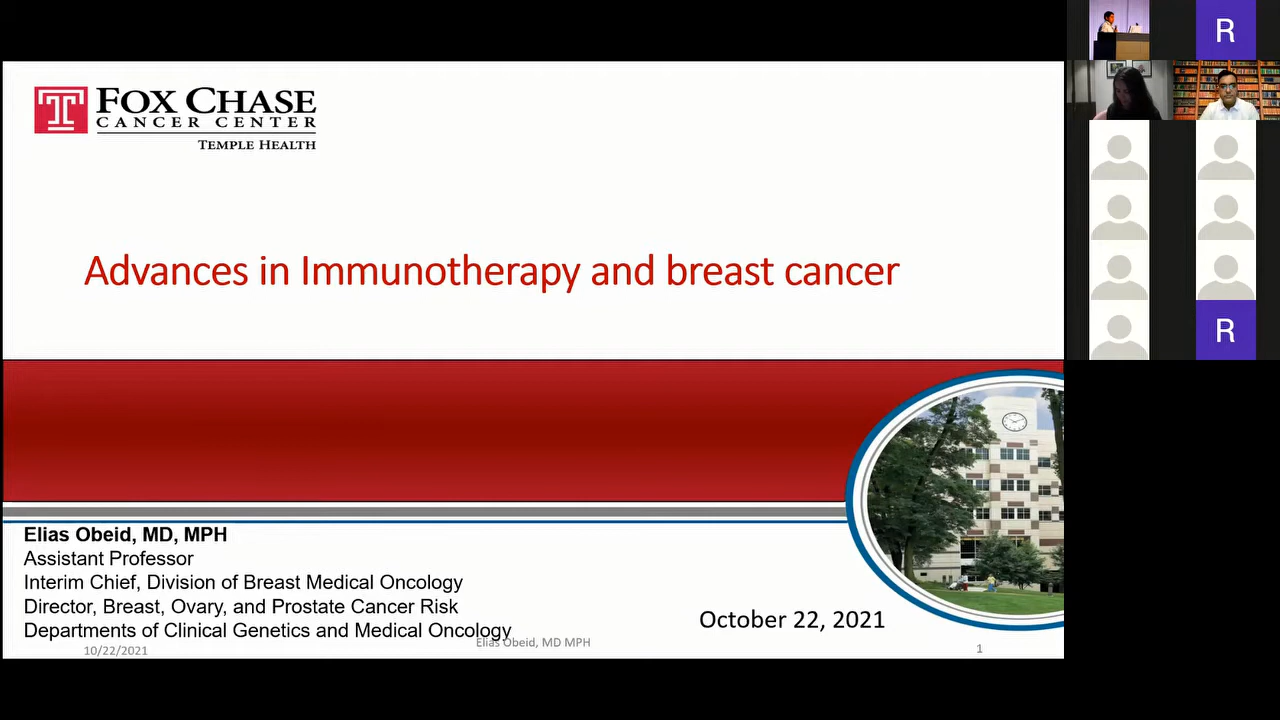 FOX CHASE
CANCER CENTER
TEMPLE HEALTH
Advances in Immunotherapy and breast cancer
Elias Obeid, MD, MPH
Assistant Professor
Interim Chief, Division of Breast Medical Oncology
Director, Breast, Ovary, and Prostate Cancer Risk
Departments of Clinical Genetics and Medical Oncology
October 22, 2021
10/22/2021
Elias Obeid, MD MPH
1
R
R